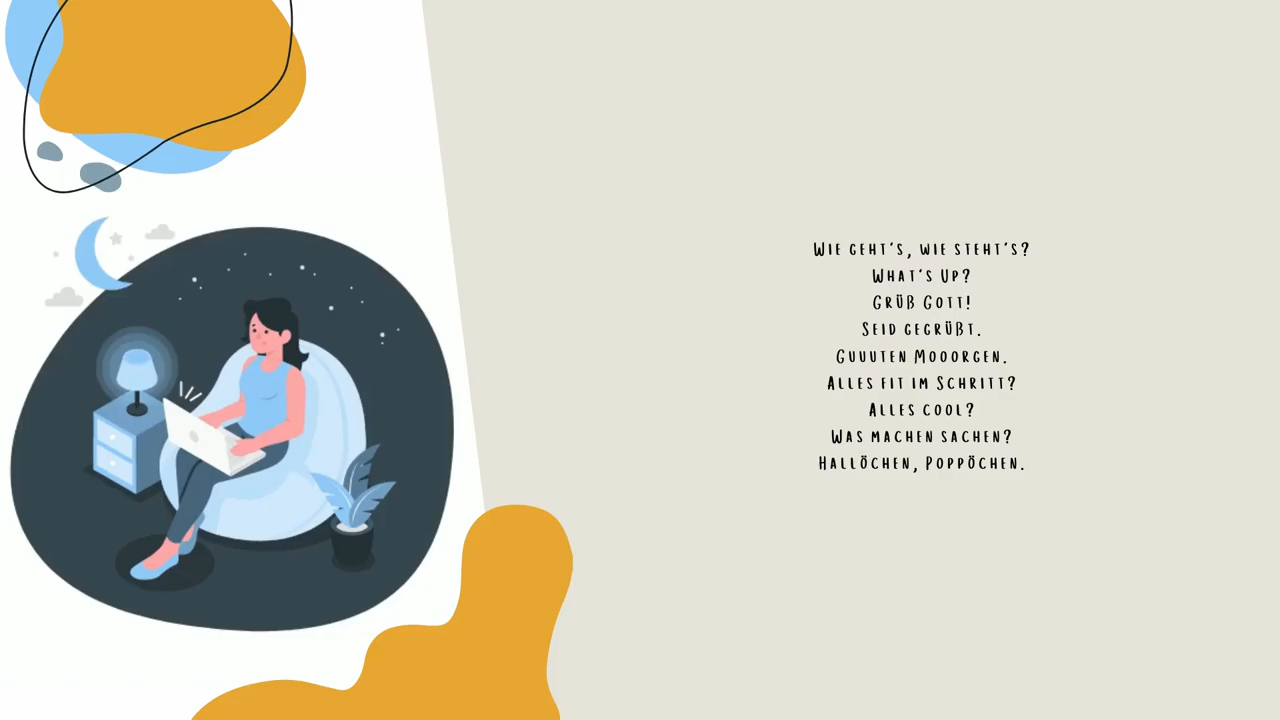 Wie geht's, wie steht's?
What's Up?
Grüß Gott!
Seid gegrüßt.
Guuuten Mooorgen.
Alles fit im Schritt?
Alles cool?
Was machen sachen?
Hallöchen, Poppöchen.